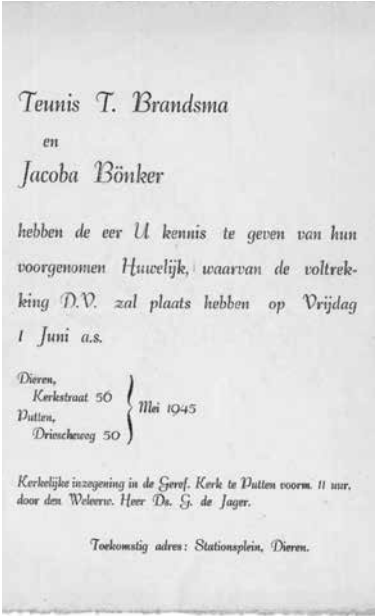 Teunis T. Brandsma
en
Jacoba Bönker
hebben de eer U kennis te geven van hun
voorgenomen Huwelijk, waarvan de voltrek-
king D.V. zal plaats hebben op Vrijdag
1 Juni a.s.
Dieren,
Kerkstraat 56
Putten,
Driescheweg 50
Mei 1945
Kerkelijke inzegening in de Geref. Kerk te Putten voorm. 11 uur,
door den Weleerw. Heer Ds. G. de Jager.
Toekomstig adres: Stationsplein, Dieren.